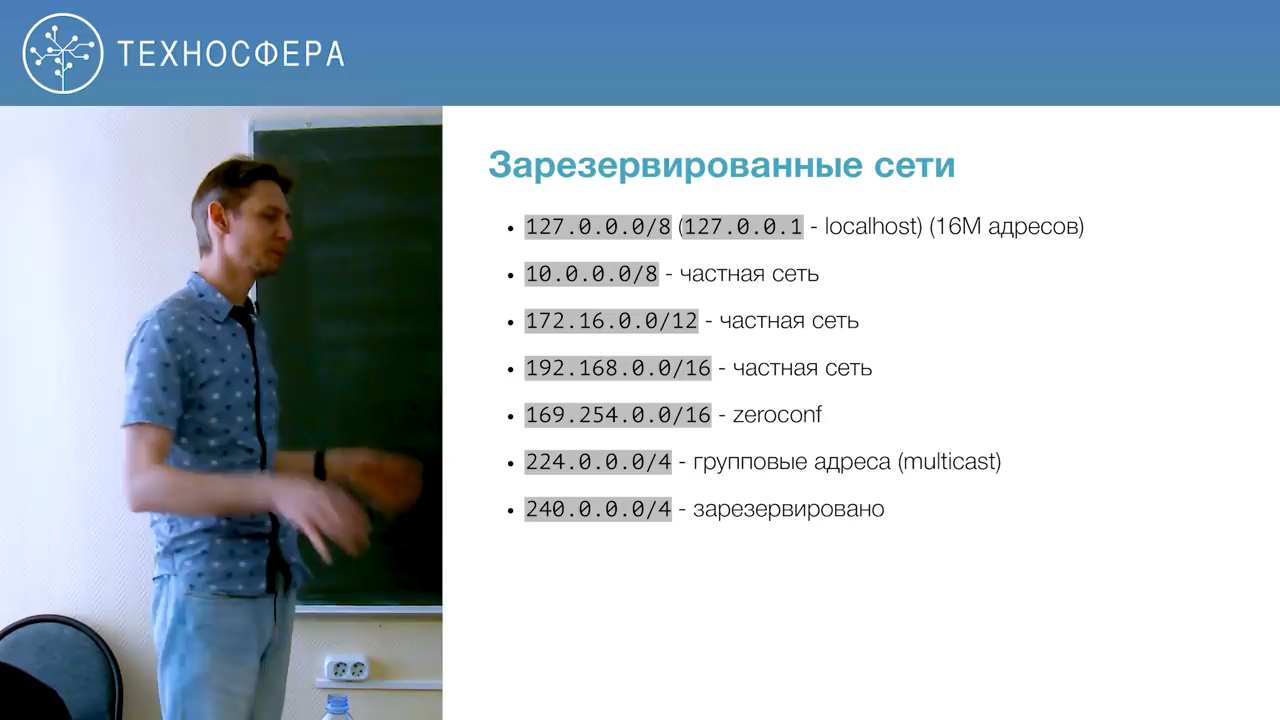 ТЕХНОСФЕРА
Зарезервированные сети
• 127.0.0.0/8 (127.0.0.1 - localhost) (16M адресов)
• 10.0.0.0/8 - частная сеть
• 172.16.0.0/12 - частная сеть
• 192.168.0.0/16 - частная сеть
• 169.254.0.0/16 - zeroconf
• 224.0.0.0/4 - групповые адреса (multicast)
• 240.0.0.0/4 - зарезервировано